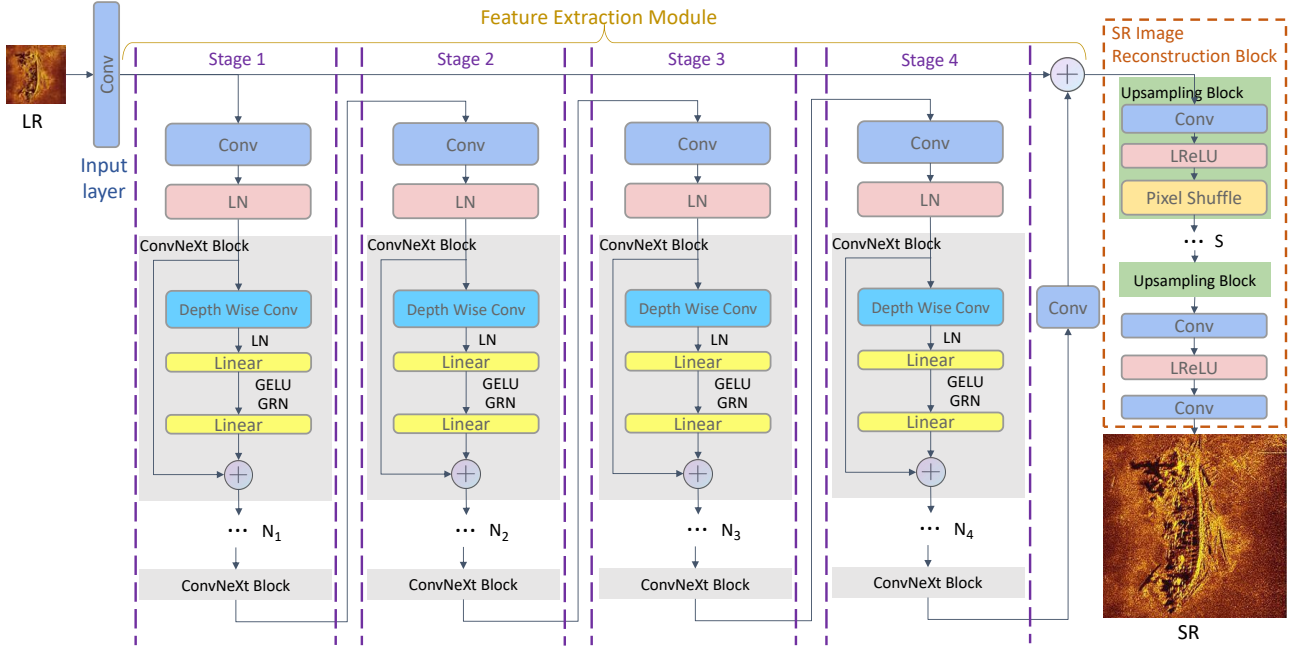 Feature Extraction Module
LR
Conv
Input
layer
Stage 1
Conv
LN
ConvNeXt Block
Depth Wise Conv
LN
Linear
GELU
GRN
Linear
... N1
ConvNeXt Block
Stage 2
Conv
LN
ConvNeXt Block
Depth Wise Conv
LN
Linear
GELU
GRN
Linear
... N2
ConvNeXt Block
Stage 3
Conv
LN
ConvNeXt Block
Depth Wise Conv
LN
Linear
GELU
GRN
Linear
... N3
ConvNeXt Block
Stage 4
Conv
LN
ConvNeXt Block
Depth Wise Conv
LN
Linear
GELU
GRN
Linear
... N4
ConvNeXt Block
Conv
SR Image
Reconstruction Block
Upsampling Block
Conv
LReLU
Pixel Shuffle
... S
Upsampling Block
Conv
LReLU
Conv
SR